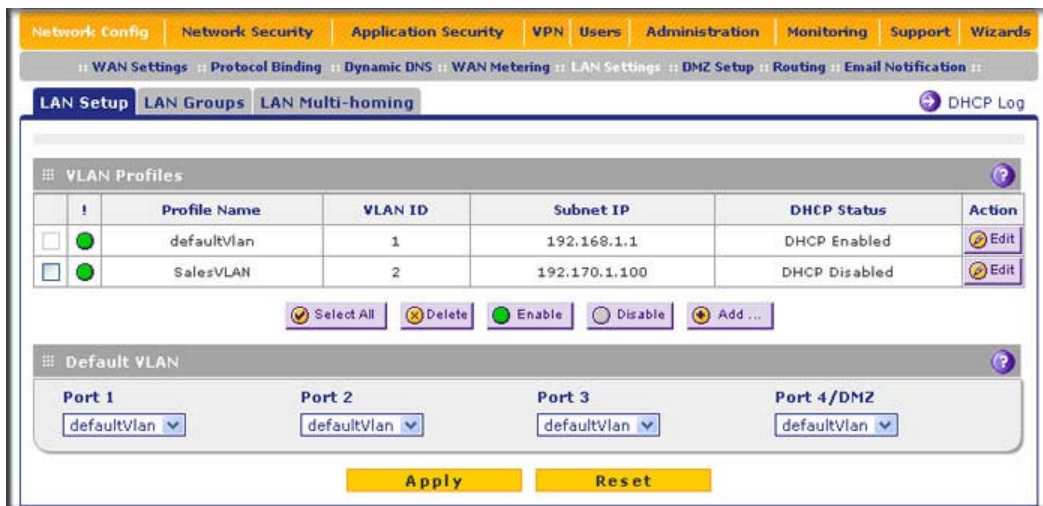 Network Config Network Security Application Security VPN Users Administration Monitoring Support Wizards
:: WAN Settings :: Protocol Binding :: Dynamic DNS :: WAN Metering :: LAN Settings :: DMZ Setup :: Routing :: Email Notification ::
LAN Setup LAN Groups LAN Multi-homing DHCP Log
VLAN Profiles ?
! Profile Name VLAN ID Subnet IP DHCP Status Action
defaultVlan 1 192.168.1.1 DHCP Enabled Edit
SalesVLAN 2 192.170.1.100 DHCP Disabled Edit
Select All Delete Enable Disable Add ...
Default VLAN ?
Port 1 Port 2 Port 3 Port 4/DMZ
defaultVlan defaultVlan defaultVlan defaultVlan
Apply Reset